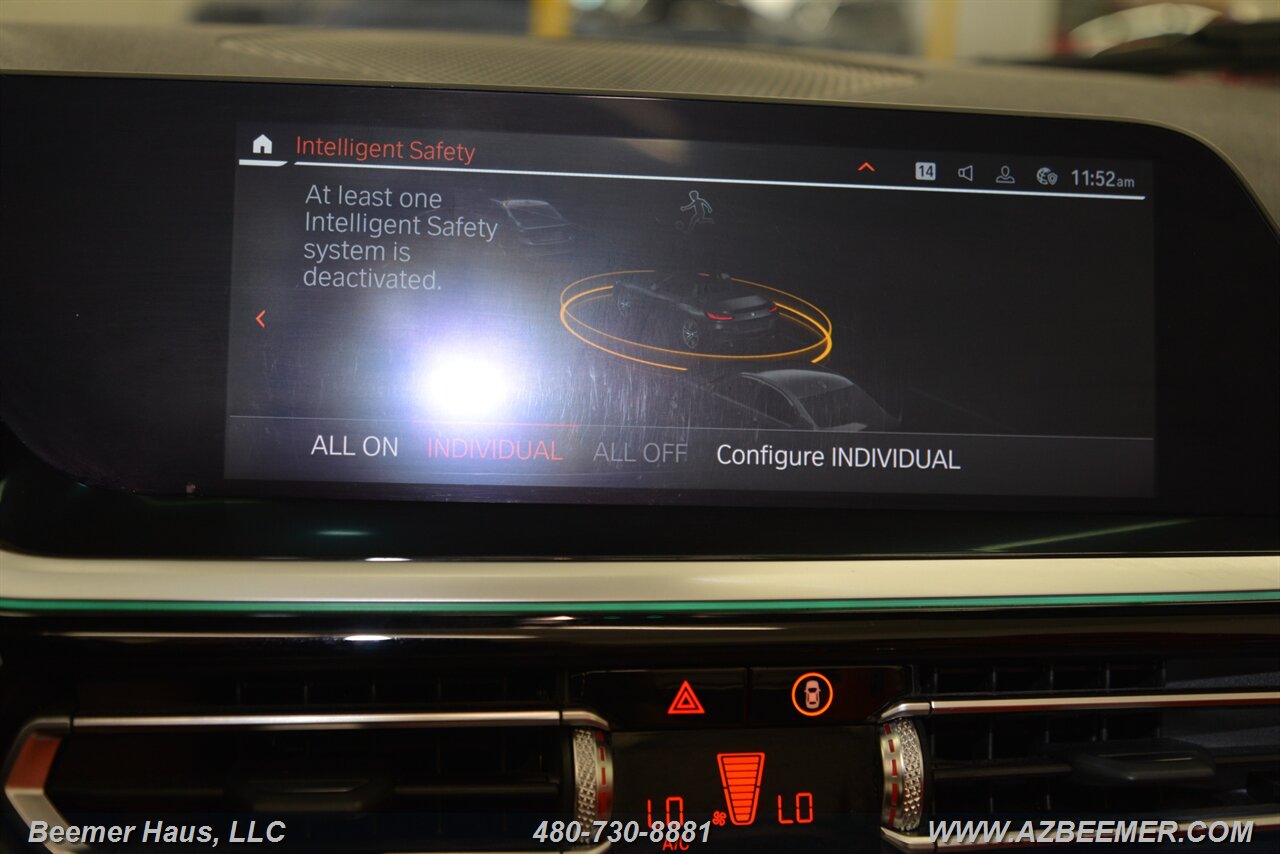 Intelligent Safety
14
11:52am
At least one
Intelligent Safety
system is
deactivated.
ALL ON INDIVIDUAL ALL OFF Configure INDIVIDUAL
LO LO
A/C
Beemer Haus, LLC 480-730-8881 WWW.AZBEEMER.COM